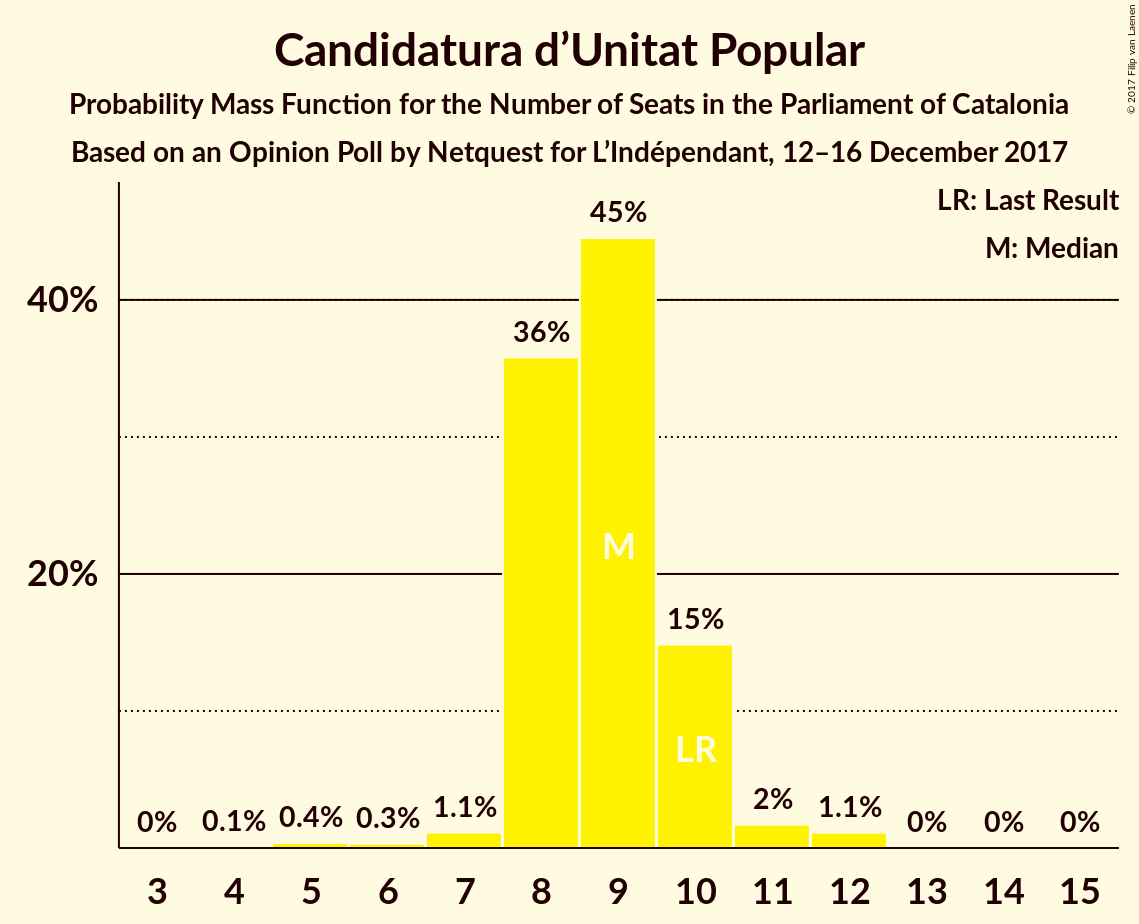 Candidatura d’Unitat Popular
Probability Mass Function for the Number of Seats in the Parliament of Catalonia
Based on an Opinion Poll by Netquest for L’Indépendant, 12–16 December 2017
© 2017 Filip van Laenen
LR: Last Result
M: Median
40%
20%
0%
0.1%
0.4%
0.3%
1.1%
36%
45%
15%
2%
1.1%
0%
0%
0%
M
LR
3 4 5 6 7 8 9 10 11 12 13 14 15